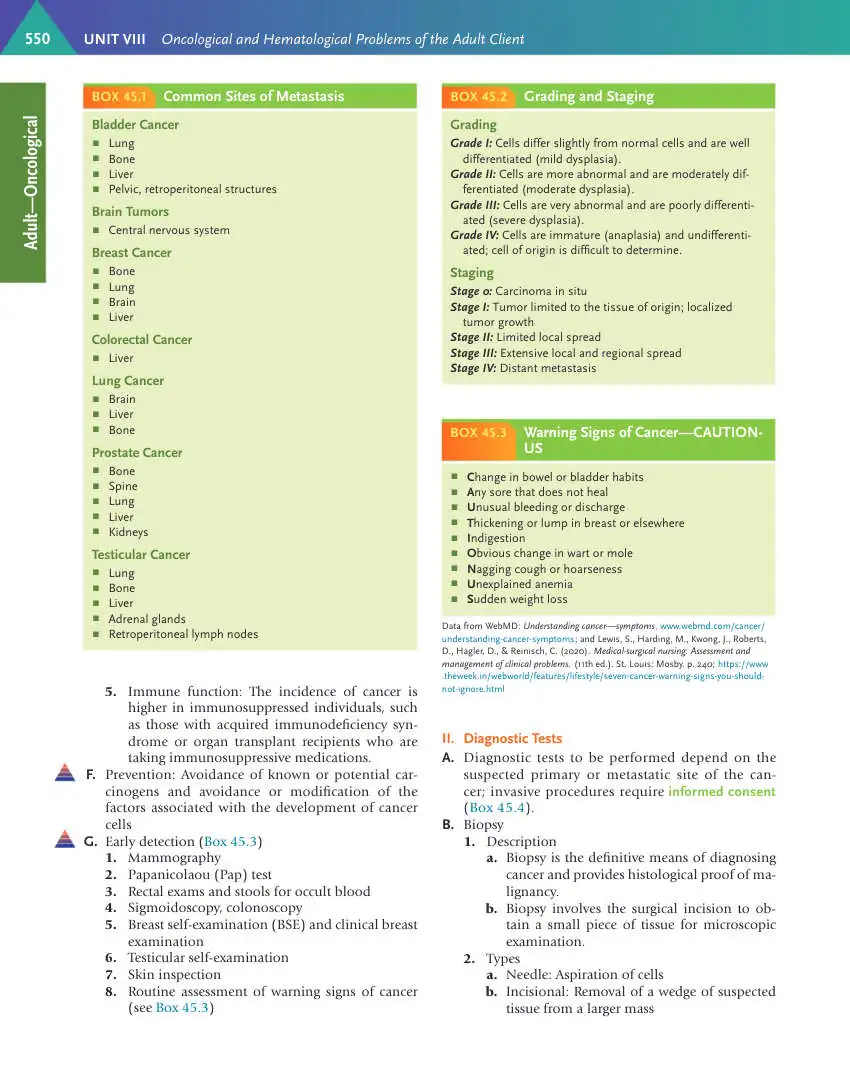 550 UNIT VIII Oncological and Hematological Problems of the Adult Client
Adult—Oncological
BOX 45.1 Common Sites of Metastasis
Bladder Cancer
■ Lung
■ Bone
■ Liver
■ Pelvic, retroperitoneal structures
Brain Tumors
■ Central nervous system
Breast Cancer
■ Bone
■ Lung
■ Brain
■ Liver
Colorectal Cancer
■ Liver
Lung Cancer
■ Brain
■ Liver
■ Bone
Prostate Cancer
■ Bone
■ Spine
■ Lung
■ Liver
■ Kidneys
Testicular Cancer
■ Lung
■ Bone
■ Liver
■ Adrenal glands
■ Retroperitoneal lymph nodes
5. Immune function: The incidence of cancer is
higher in immunosuppressed individuals, such
as those with acquired immunodeficiency syn-
drome or organ transplant recipients who are
taking immunosuppressive medications.
F. Prevention: Avoidance of known or potential car-
cinogens and avoidance or modification of the
factors associated with the development of cancer
cells
G. Early detection (Box 45.3)
1. Mammography
2. Papanicolaou (Pap) test
3. Rectal exams and stools for occult blood
4. Sigmoidoscopy, colonoscopy
5. Breast self-examination (BSE) and clinical breast
examination
6. Testicular self-examination
7. Skin inspection
8. Routine assessment of warning signs of cancer
(see Box 45.3)
BOX 45.2 Grading and Staging
Grading
Grade I: Cells differ slightly from normal cells and are well
differentiated (mild dysplasia).
Grade II: Cells are more abnormal and are moderately dif-
ferentiated (moderate dysplasia).
Grade III: Cells are very abnormal and are poorly differenti-
ated (severe dysplasia).
Grade IV: Cells are immature (anaplasia) and undifferenti-
ated; cell of origin is difficult to determine.
Staging
Stage 0: Carcinoma in situ
Stage I: Tumor limited to the tissue of origin; localized
tumor growth
Stage II: Limited local spread
Stage III: Extensive local and regional spread
Stage IV: Distant metastasis
BOX 45.3 Warning Signs of Cancer—CAUTION-
US
■ Change in bowel or bladder habits
■ Any sore that does not heal
■ Unusual bleeding or discharge
■ Thickening or lump in breast or elsewhere
■ Indigestion
■ Obvious change in wart or mole
■ Nagging cough or hoarseness
■ Unexplained anemia
■ Sudden weight loss
Data from WebMD: Understanding cancer—symptoms, www.webmd.com/cancer/
understanding-cancer-symptoms; and Lewis, S., Harding, M., Kwong, J., Roberts,
D., Hagler, D., & Reinisch, C. (2020). Medical-surgical nursing: Assessment and
management of clinical problems. (11th ed.). St. Louis: Mosby. p. 240; https://www
.theweek.in/webworld/features/lifestyle/seven-cancer-warning-signs-you-should-
not-ignore.html
II. Diagnostic Tests
A. Diagnostic tests to be performed depend on the
suspected primary or metastatic site of the can-
cer; invasive procedures require informed consent
(Box 45.4).
B. Biopsy
1. Description
a. Biopsy is the definitive means of diagnosing
cancer and provides histological proof of ma-
lignancy.
b. Biopsy involves the surgical incision to ob-
tain a small piece of tissue for microscopic
examination.
2. Types
a. Needle: Aspiration of cells
b. Incisional: Removal of a wedge of suspected
tissue from a larger mass